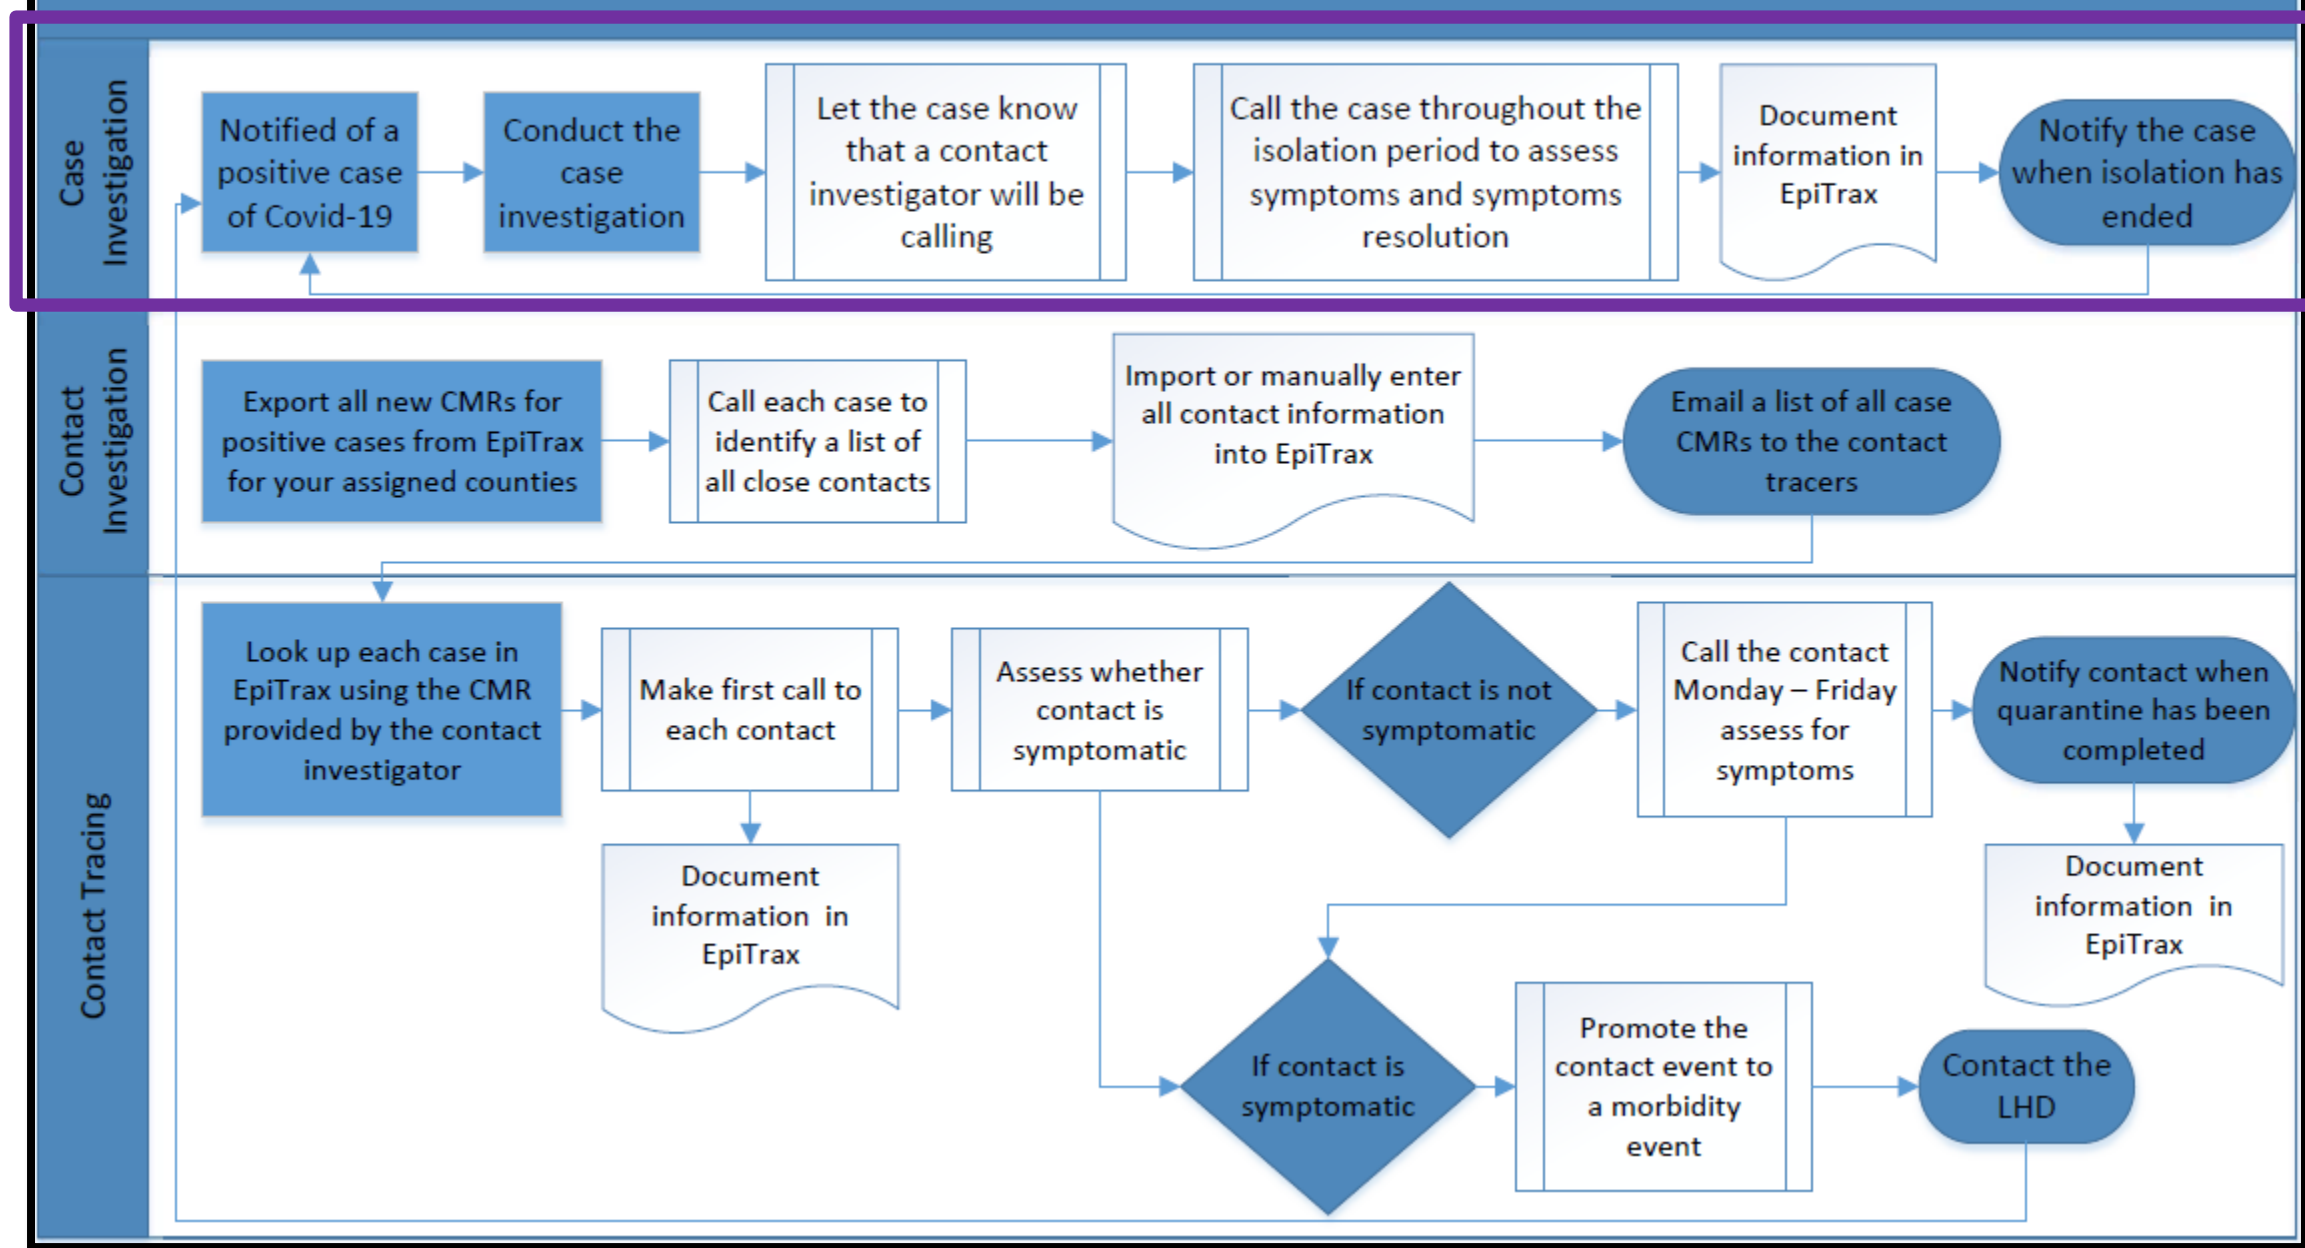 Case
Investigation
Notified of a
positive case
of Covid-19
Conduct the
case
investigation
Let the case know
that a contact
investigator will be
calling
Call the case throughout the
isolation period to assess
symptoms and symptoms
resolution
Document
information in
EpiTrax
Notify the case
when isolation has
ended
Contact
Investigation
Export all new CMRs for
positive cases from EpiTrax
for your assigned counties
Call each case to
identify a list of
all close contacts
Import or manually enter
all contact information
into EpiTrax
Email a list of all case
CMRs to the contact
tracers
Contact Tracing
Look up each case in
EpiTrax using the CMR
provided by the contact
investigator
Make first call to
each contact
Document
information in
EpiTrax
Assess whether
contact is
symptomatic
If contact is not
symptomatic
Call the contact
Monday – Friday
assess for
symptoms
Notify contact when
quarantine has been
completed
Document
information in
EpiTrax
If contact is
symptomatic
Promote the
contact event to
a morbidity
event
Contact the
LHD